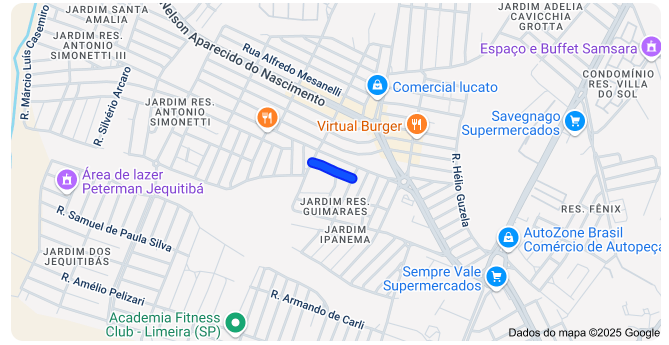 JARDIM SANTA
AMALIA
JARDIM ADELIA
CAVICCHIA
GROTTA
Nelson Aparecido do Nascimento
R. Márcio Luis Casemiro
JARDIM RES.
ANTONIO
SIMONETTI III
Rua Alfredo Mesanelli
Espaço e Buffet Samsara
R. Silvério Arcaro
Comercial lucato
CONDOMÍNIO
RES. VILLA
DO SOL
JARDIM RES.
ANTONIO
SIMONETTI
Virtual Burger
Savegnago
Supermercados
R. Hélio Guzela
Área de lazer
Peterman Jequitibá
JARDIM RES.
GUIMARAES
RES. FÊNIX
R. Samuel de Paula Silva
JARDIM
IPANEMA
AutoZone Brasil
Comércio de Autopeça
JARDIM DOS
JEQUITIBÁS
Sempre Vale
Supermercados
R. Amélio Pelizari
R. Armando de Carli
Academia Fitness
Club - Limeira (SP)
Dados do mapa ©2025 Google